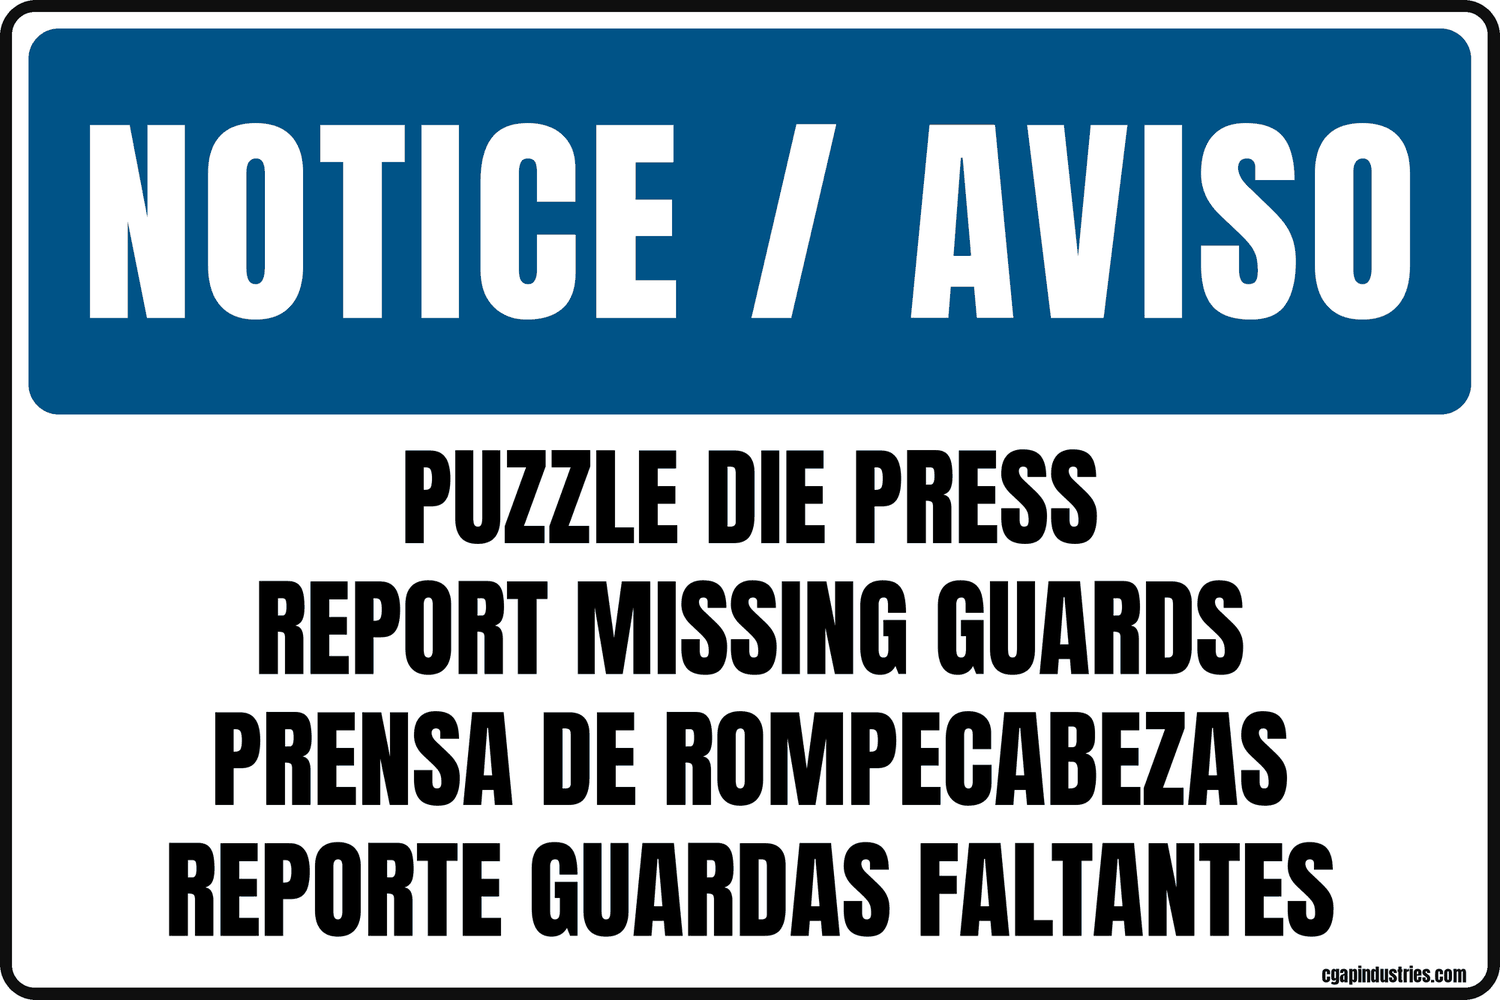 NOTICE / AVISO
PUZZLE DIE PRESS
REPORT MISSING GUARDS
PRENSA DE ROMPECABEZAS
REPORTE GUARDAS FALTANTES
cgapindustries.com